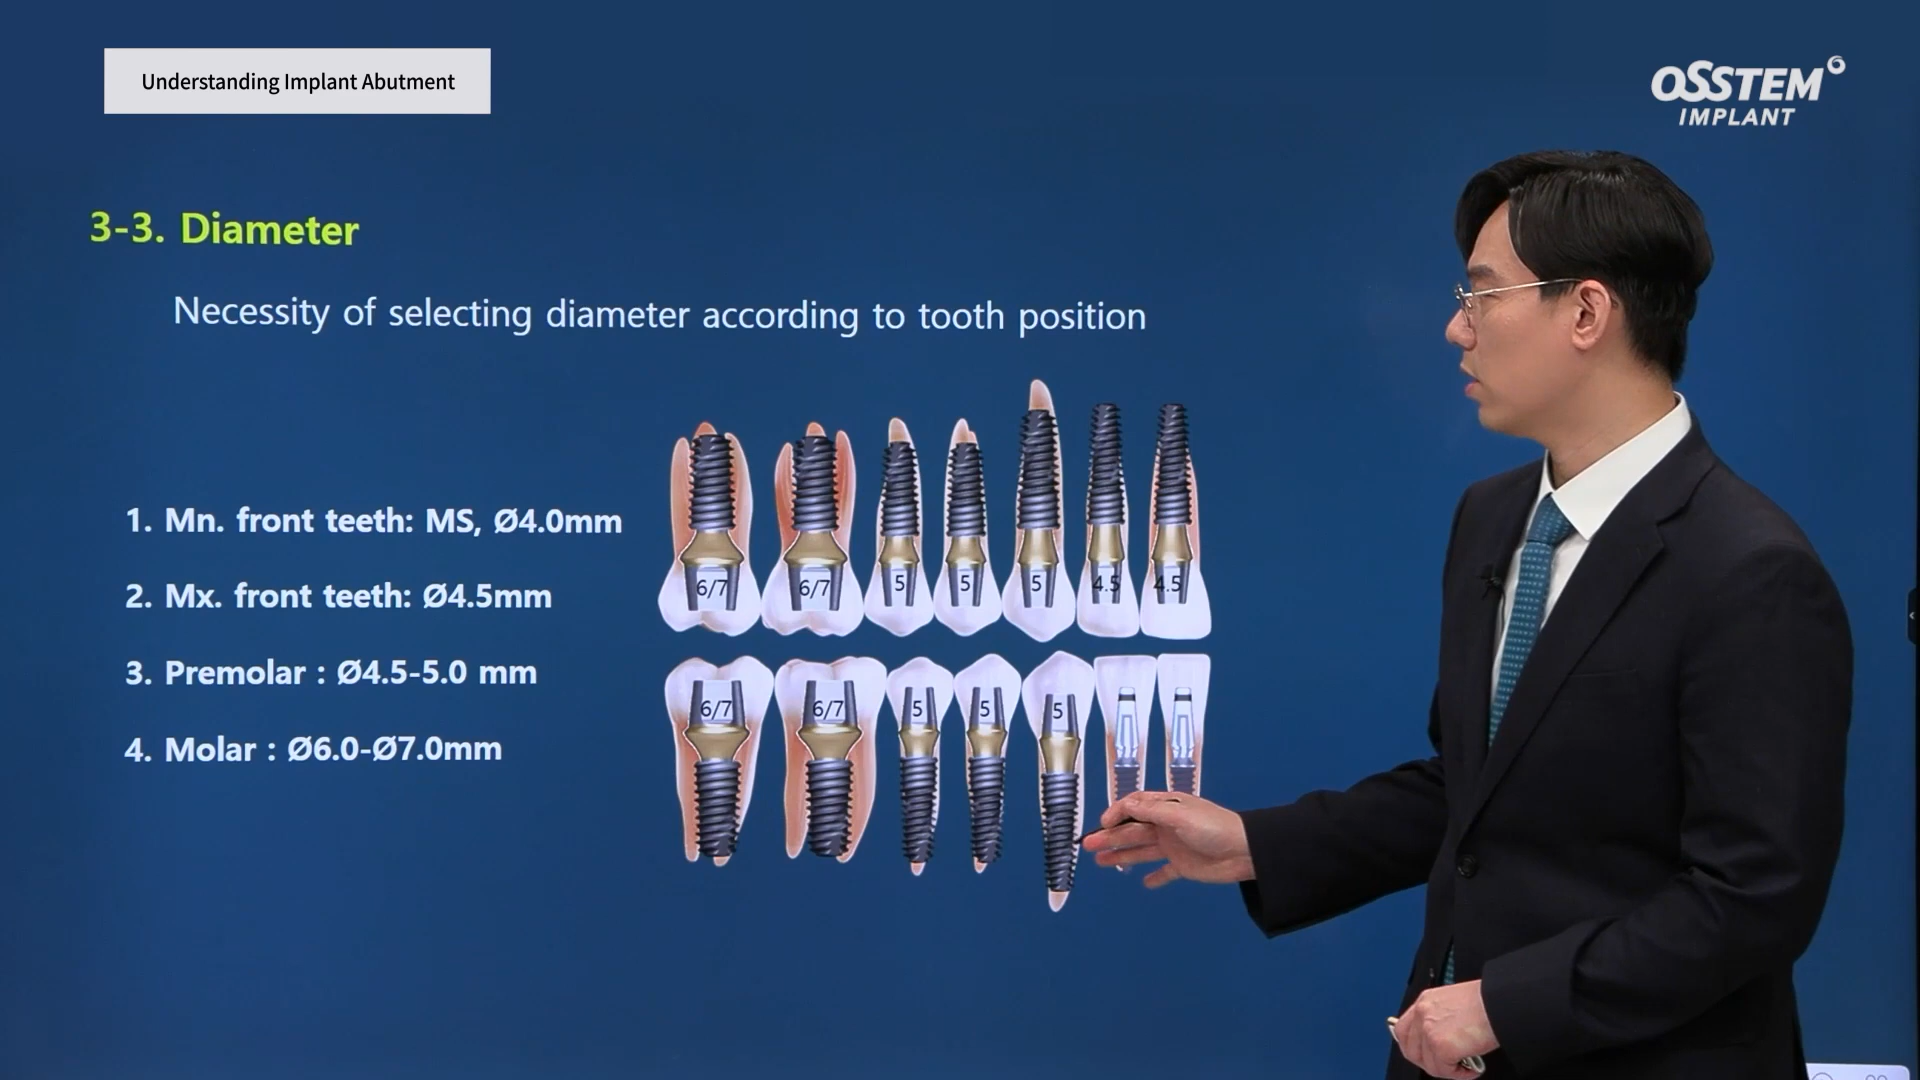 Understanding Implant Abutment
OSSTEM
IMPLANT
3-3. Diameter
Necessity of selecting diameter according to tooth position
1. Mn. front teeth: MS, Ø4.0mm
2. Mx. front teeth: Ø4.5mm
3. Premolar : Ø4.5-5.0 mm
4. Molar : Ø6.0-Ø7.0mm
6/7 6/7 5 5 5 4.5 4.5
6/7 6/7 5 5 5